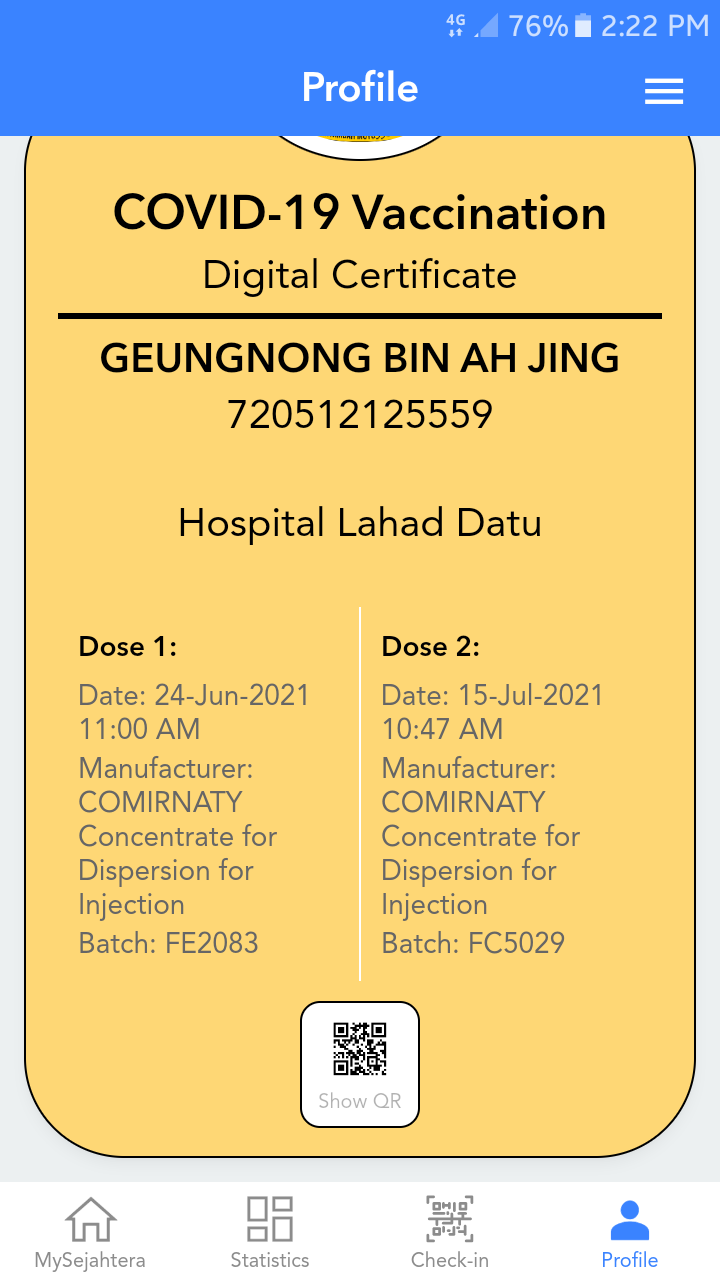 4G 76% 2:22 PM
Profile
COVID-19 Vaccination
Digital Certificate
GEUNGNONG BIN AH JING
720512125559
Hospital Lahad Datu
Dose 1:
Date: 24-Jun-2021
11:00 AM
Manufacturer:
COMIRNATY
Concentrate for
Dispersion for
Injection
Batch: FE2083
Dose 2:
Date: 15-Jul-2021
10:47 AM
Manufacturer:
COMIRNATY
Concentrate for
Dispersion for
Injection
Batch: FC5029
Show QR
MySejahtera
Statistics
Check-in
Profile